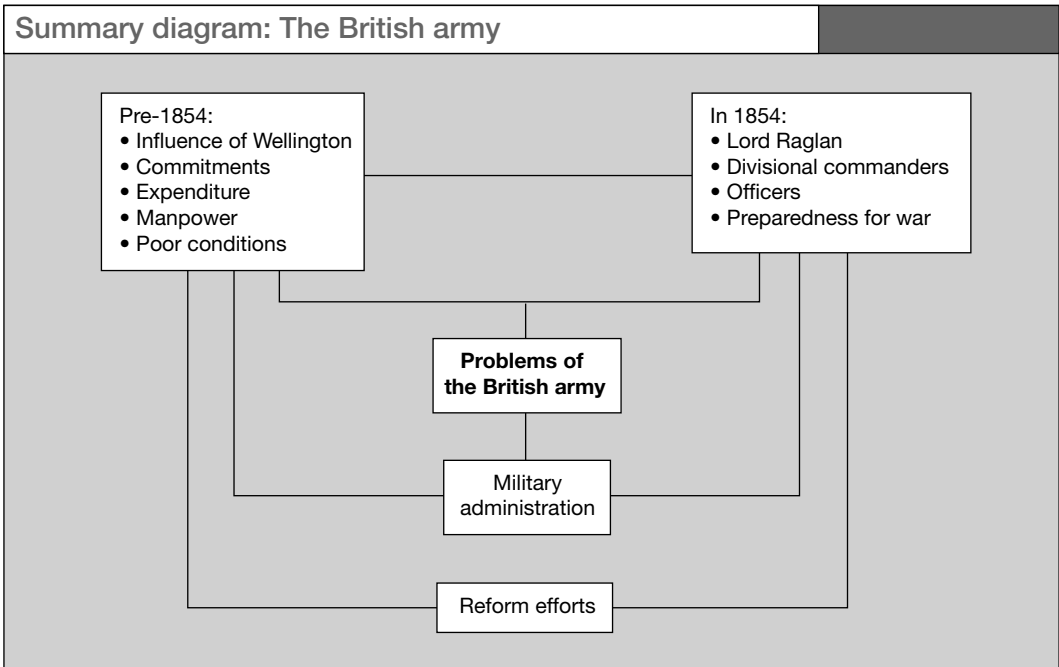 Summary diagram: The British army
Pre-1854:
• Influence of Wellington
• Commitments
• Expenditure
• Manpower
• Poor conditions
In 1854:
• Lord Raglan
• Divisional commanders
• Officers
• Preparedness for war
Problems of
the British army
Military
administration
Reform efforts